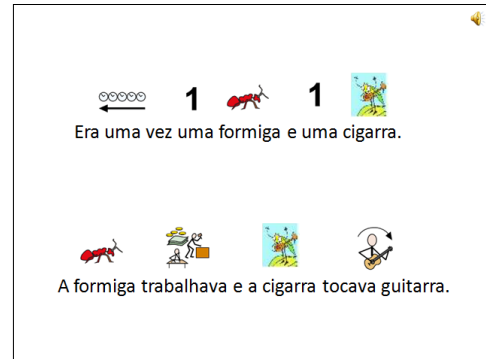 1 1
Era uma vez uma formiga e uma cigarra.
A formiga trabalhava e a cigarra tocava guitarra.